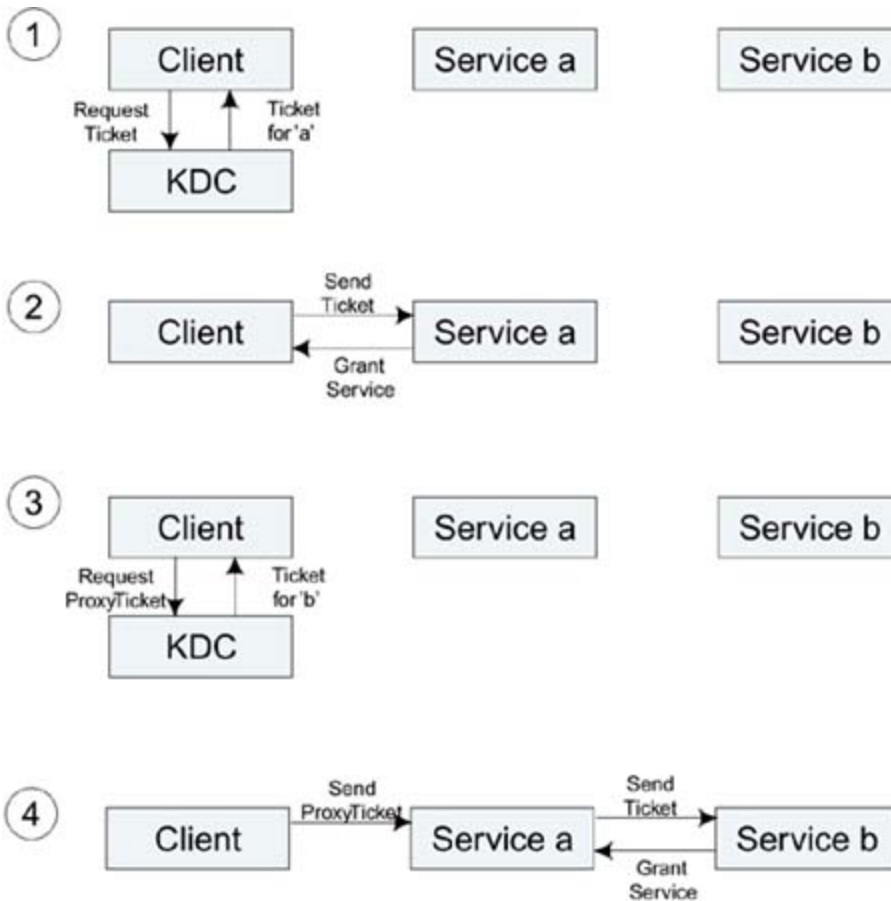 1
Client
Service a
Service b
Request
Ticket
Ticket
for 'a'
KDC
2
Send
Ticket
Client
Service a
Service b
Grant
Service
3
Client
Service a
Service b
Request
ProxyTicket
Ticket
for 'b'
KDC
4
Send
ProxyTicket
Send
Ticket
Client
Service a
Service b
Grant
Service